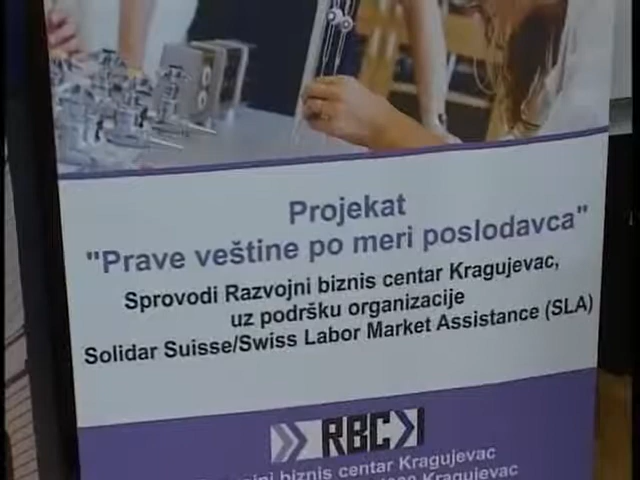 Projekat
"Prave veštine po meri poslodavca"
Sprovodi Razvojni biznis centar Kragujevac,
uz podršku organizacije
Solidar Suisse/Swiss Labor Market Assistance (SLA)
RBC
biznis centar Kragujevac
Kragujevac